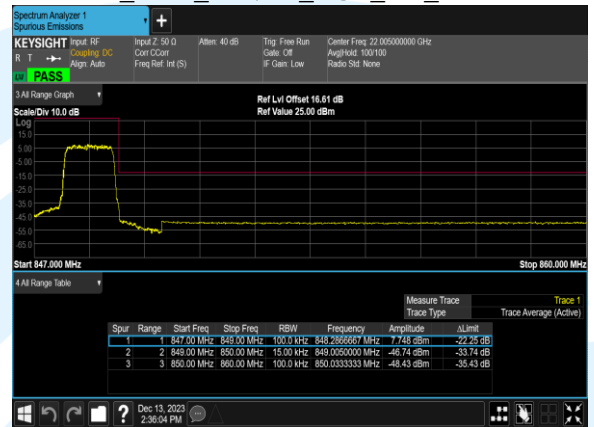 Spectrum Analyzer 1
Spurious Emissions
KEYSIGHT Input: RF Input Z: 50 Ω Atten: 40 dB Trig: Free Run Center Freq: 22.005000000 GHz
R T Coupling: DC Corr CCorr Gate: Off Avg|Hold: 100/100
Align: Auto Freq Ref: Int (S) IF Gain: Low Radio Std: None
LV PASS
3 All Range Graph
Ref Lvl Offset 16.61 dB
Scale/Div 10.0 dB Ref Value 25.00 dBm
Log
15.0
5.00
-5.00
-15.0
-25.0
-35.0
-45.0
-55.0
-65.0
Start 847.000 MHz Stop 860.000 MHz
4 All Range Table
Measure Trace Trace 1
Trace Type Trace Average (Active)
Spur Range Start Freq Stop Freq RBW Frequency Amplitude ΔLimit
1 1 847.00 MHz 849.00 MHz 100.0 kHz 848.2866667 MHz 7.748 dBm -22.25 dB
2 2 849.00 MHz 850.00 MHz 15.00 kHz 849.0050000 MHz -46.74 dBm -33.74 dB
3 3 850.00 MHz 860.00 MHz 100.0 kHz 850.0333333 MHz -48.43 dBm -35.43 dB
Dec 13, 2023
2:36:04 PM